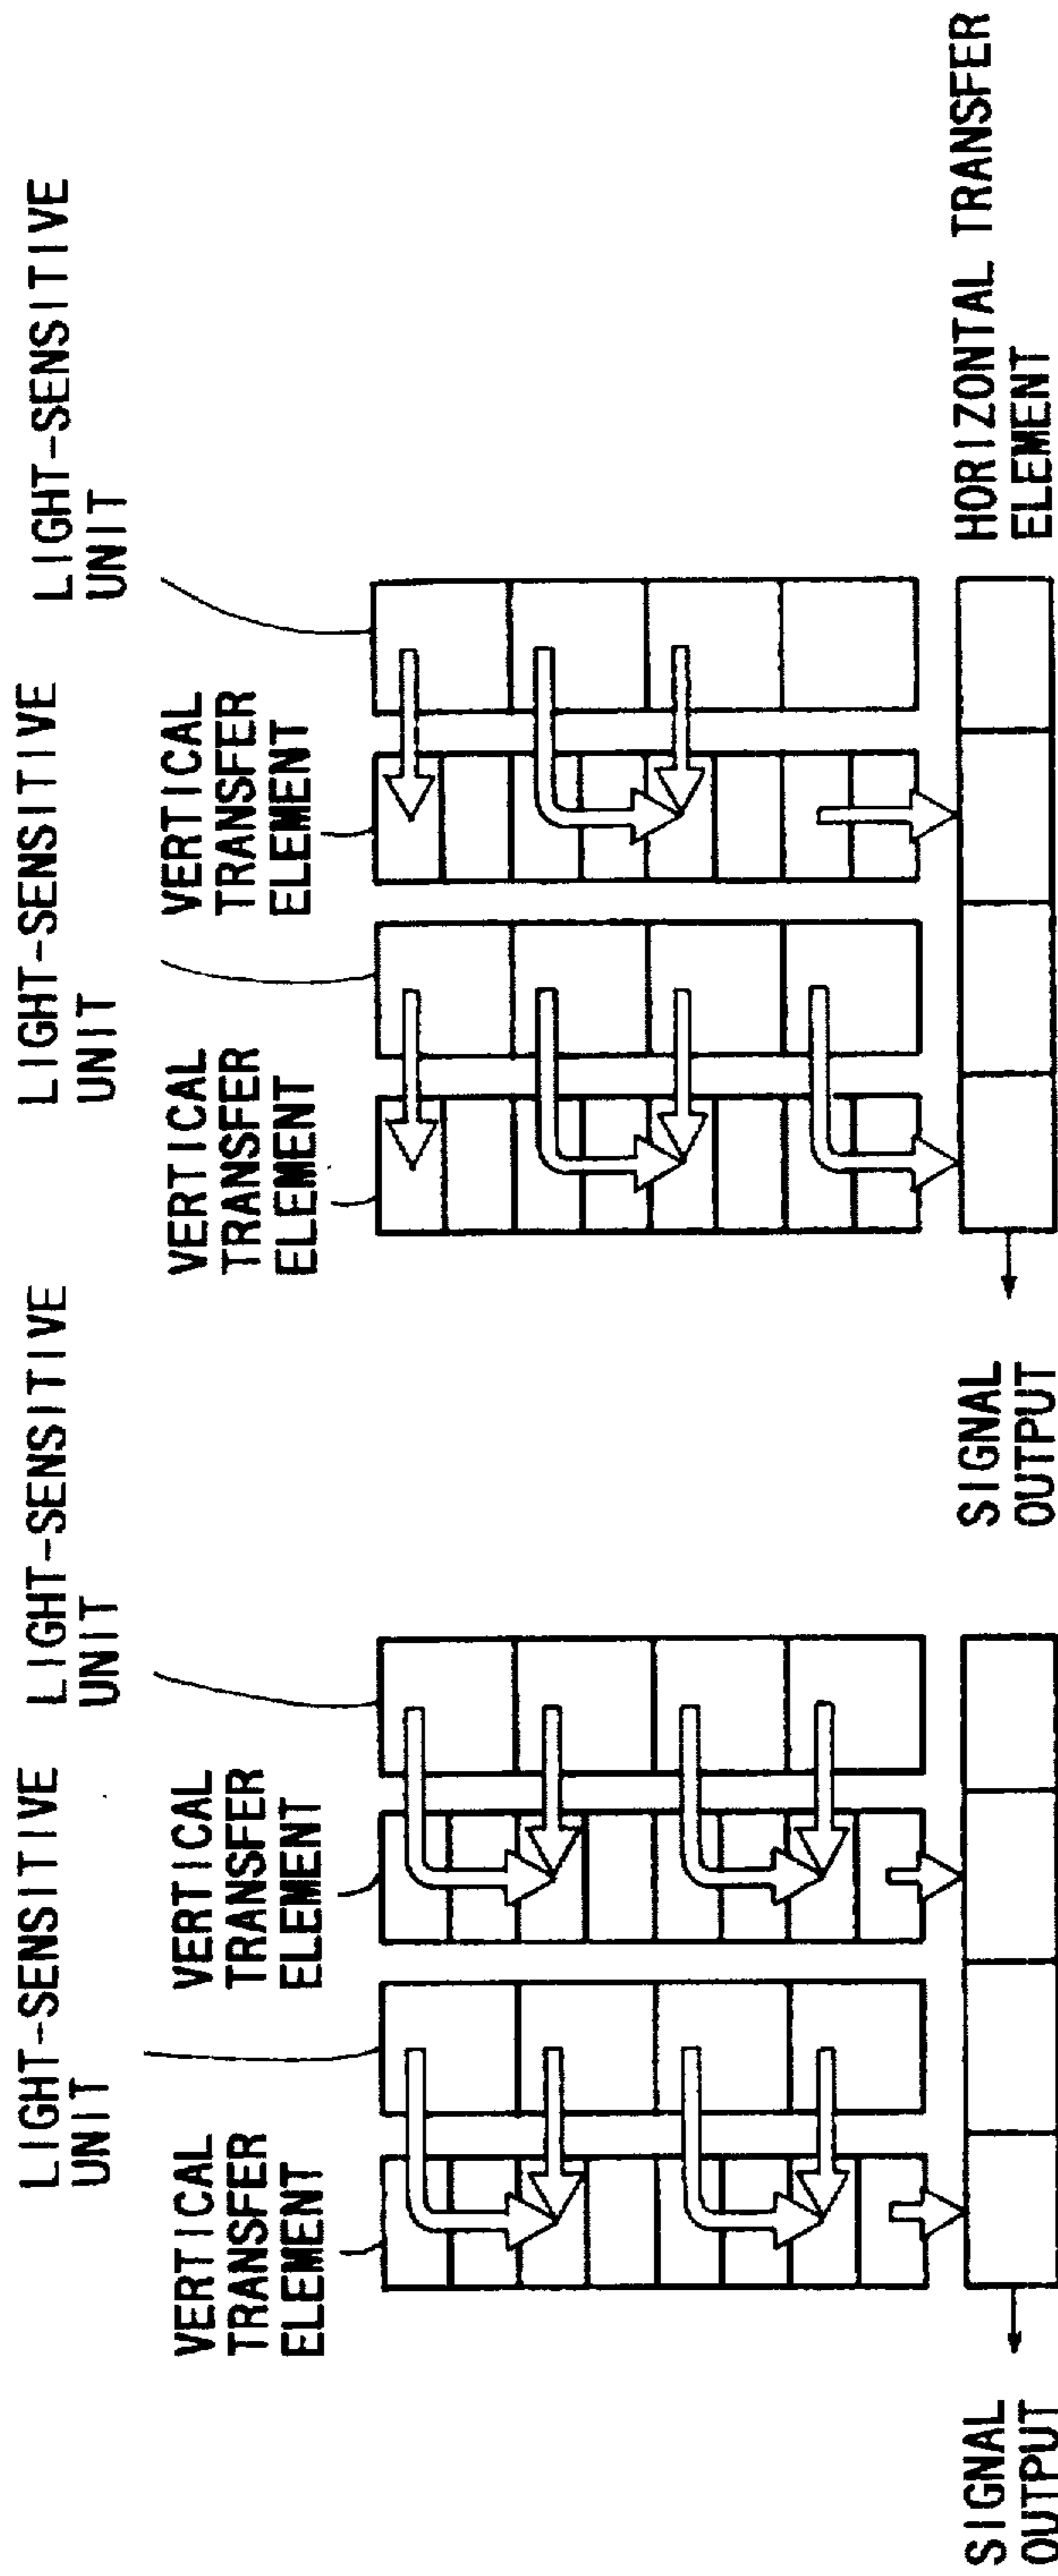 LIGHT-SENSITIVE
UNIT
LIGHT-SENSITIVE
UNIT
VERTICAL
TRANSFER
ELEMENT
VERTICAL
TRANSFER
ELEMENT
SIGNAL
OUTPUT
LIGHT-SENSITIVE
UNIT
LIGHT-SENSITIVE
UNIT
VERTICAL
TRANSFER
ELEMENT
VERTICAL
TRANSFER
ELEMENT
SIGNAL
OUTPUT
HORIZONTAL TRANSFER
ELEMENT